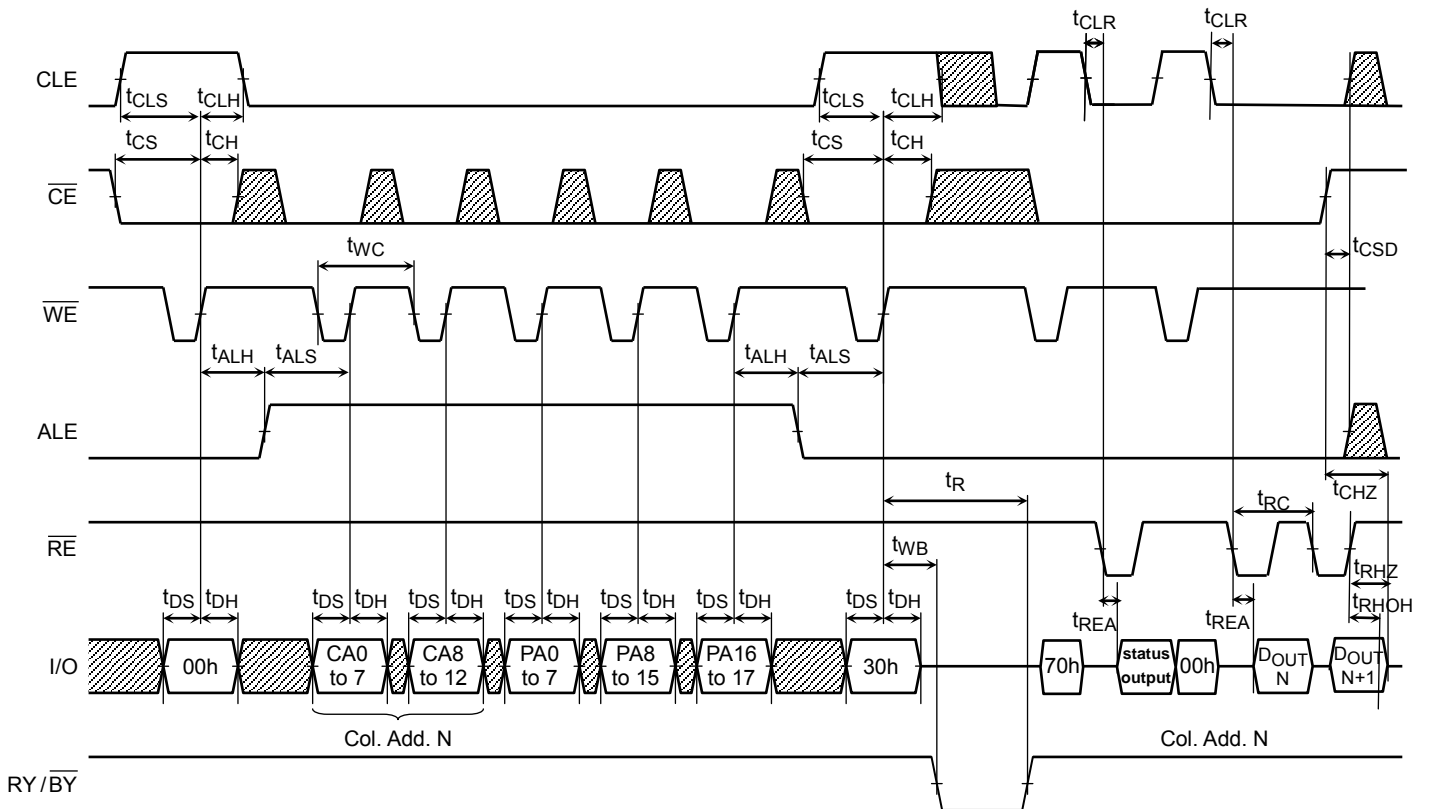 tCLR tCLR
CLE
tCLS tCLH tCLS tCLH
tCS tCH tCS tCH
CE
tWC tCSD
WE
tALH tALS tALH tALS
ALE
tR tCHZ
tRC
RE
tWB
tRHZ
tDS tDH tDS tDH tDS tDH tDS tDH tDS tDH tDS tDH tDS tDH
tRHOH
tREA tREA
I/O
00h
CA0 to 7
CA8 to 12
PA0 to 7
PA8 to 15
PA16 to 17
30h
70h
status output
00h
DOUT N
DOUT N+1
Col. Add. N Col. Add. N
RY/BY